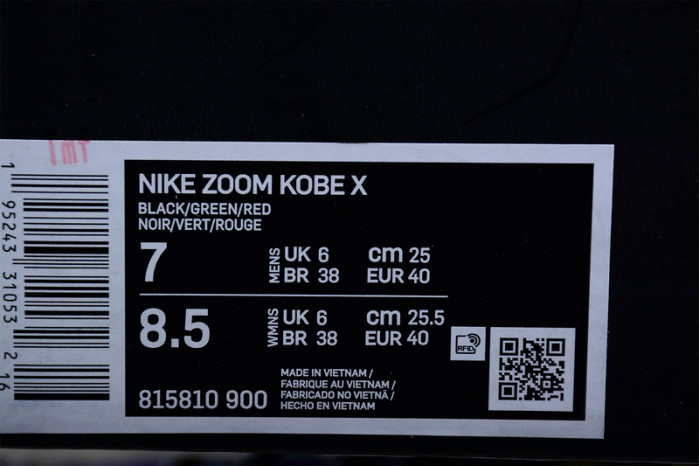 1MT
1 95243 31053 2 16
NIKE ZOOM KOBE X
BLACK/GREEN/RED
NOIR/VERT/ROUGE
7 MENS UK 6 cm 25
BR 38 EUR 40
8.5 WMNS UK 6 cm 25.5
BR 38 EUR 40
RFID
815810 900
MADE IN VIETNAM /
FABRIQUE AU VIETNAM /
FABRICADO NO VIETNÃ /
HECHO EN VIETNAM